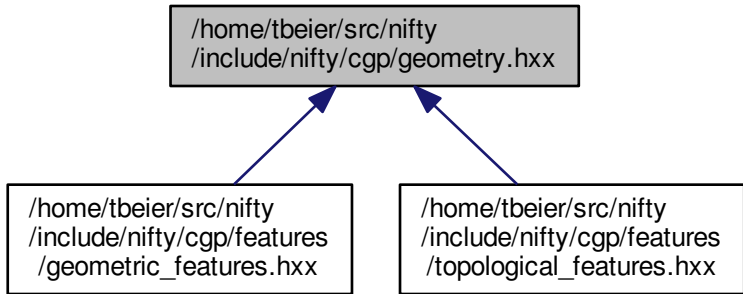 /home/tbeier/src/nifty
/include/nifty/cgp/geometry.hxx
/home/tbeier/src/nifty
/include/nifty/cgp/features
/geometric_features.hxx
/home/tbeier/src/nifty
/include/nifty/cgp/features
/topological_features.hxx